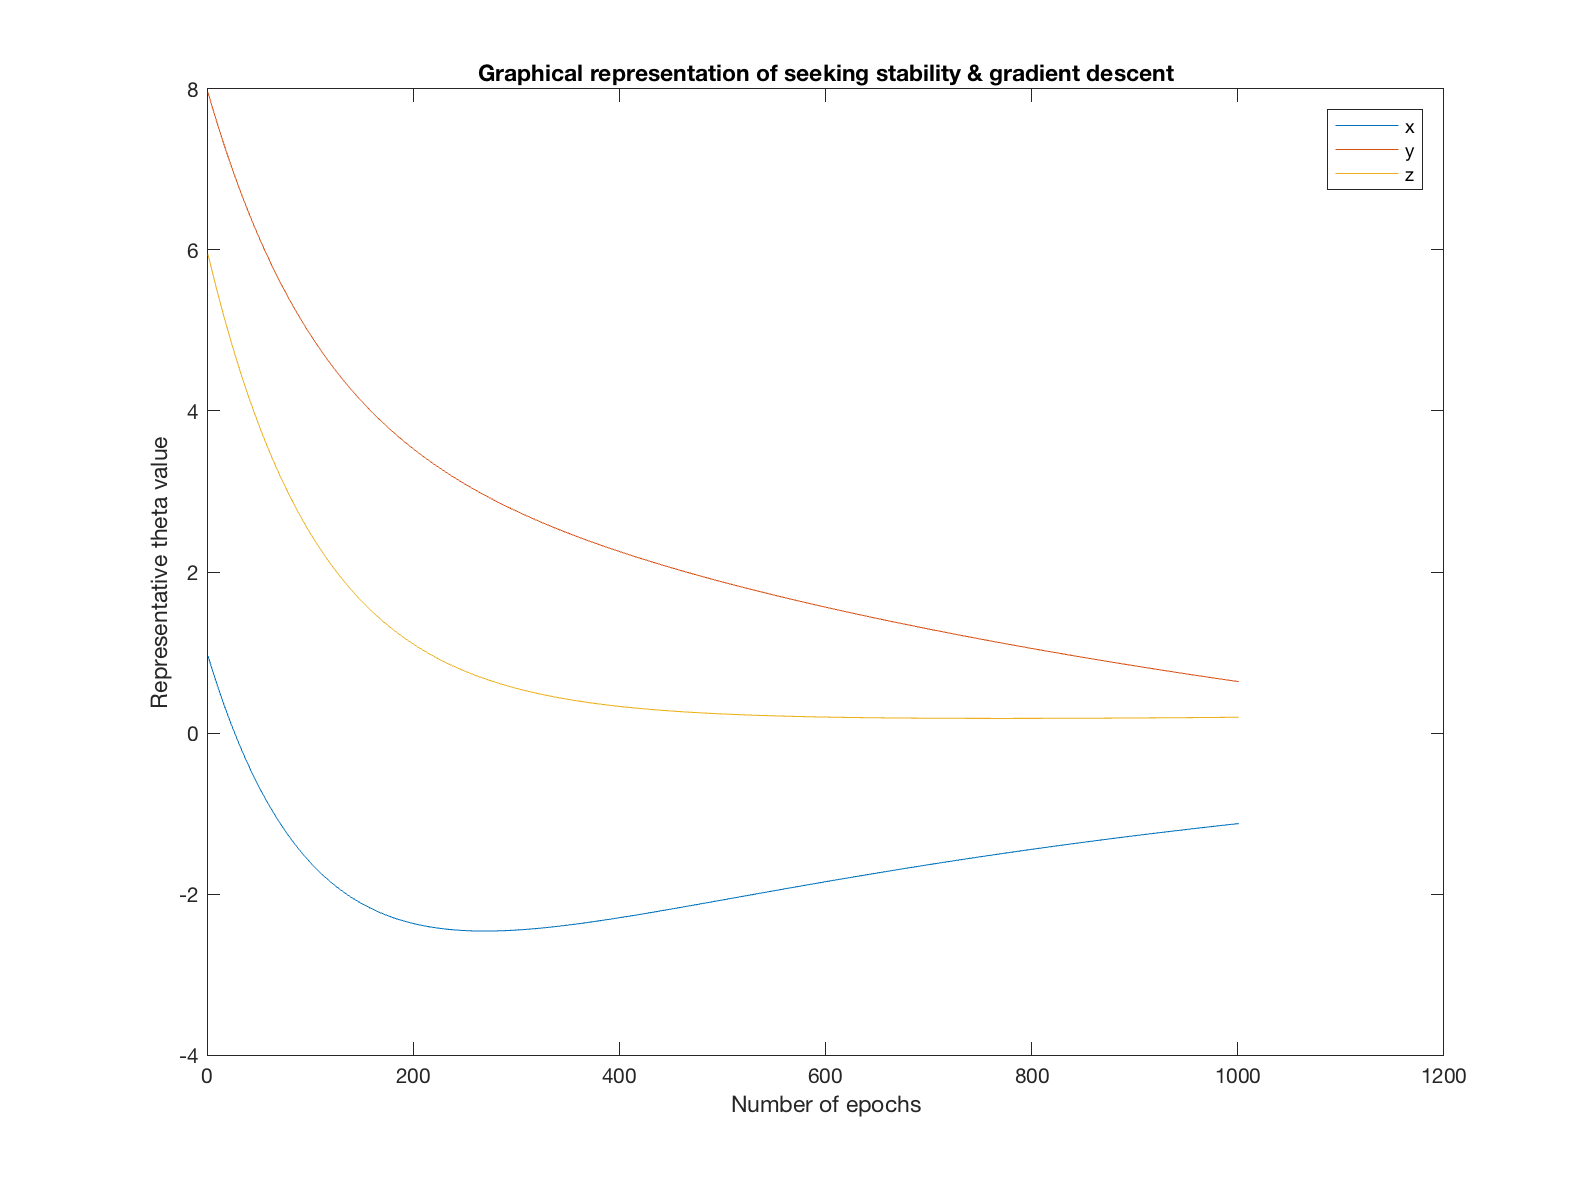 Graphical representation of seeking stability & gradient descent
8
x
y
z
6
4
2
0
-2
-4
Representative theta value
0 200 400 600 800 1000 1200
Number of epochs